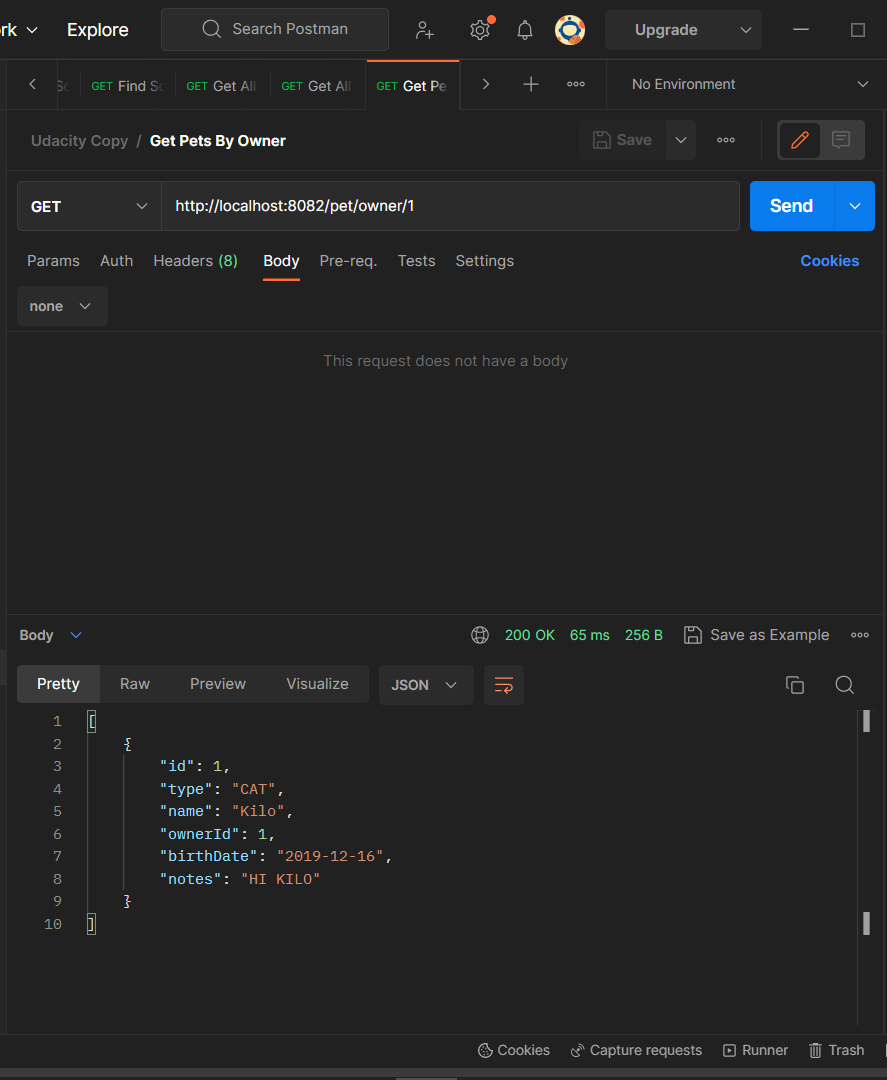 rk Explore Search Postman Upgrade
GET Find Sc GET Get All GET Get All GET Get Pe No Environment
Udacity Copy / Get Pets By Owner Save
GET http://localhost:8082/pet/owner/1 Send
Params Auth Headers (8) Body Pre-req. Tests Settings Cookies
none
This request does not have a body
Body 200 OK 65 ms 256 B Save as Example
Pretty Raw Preview Visualize JSON
1 [
2 {
3 "id": 1,
4 "type": "CAT",
5 "name": "Kilo",
6 "ownerId": 1,
7 "birthDate": "2019-12-16",
8 "notes": "HI KILO"
9 }
10 ]
Cookies Capture requests Runner Trash